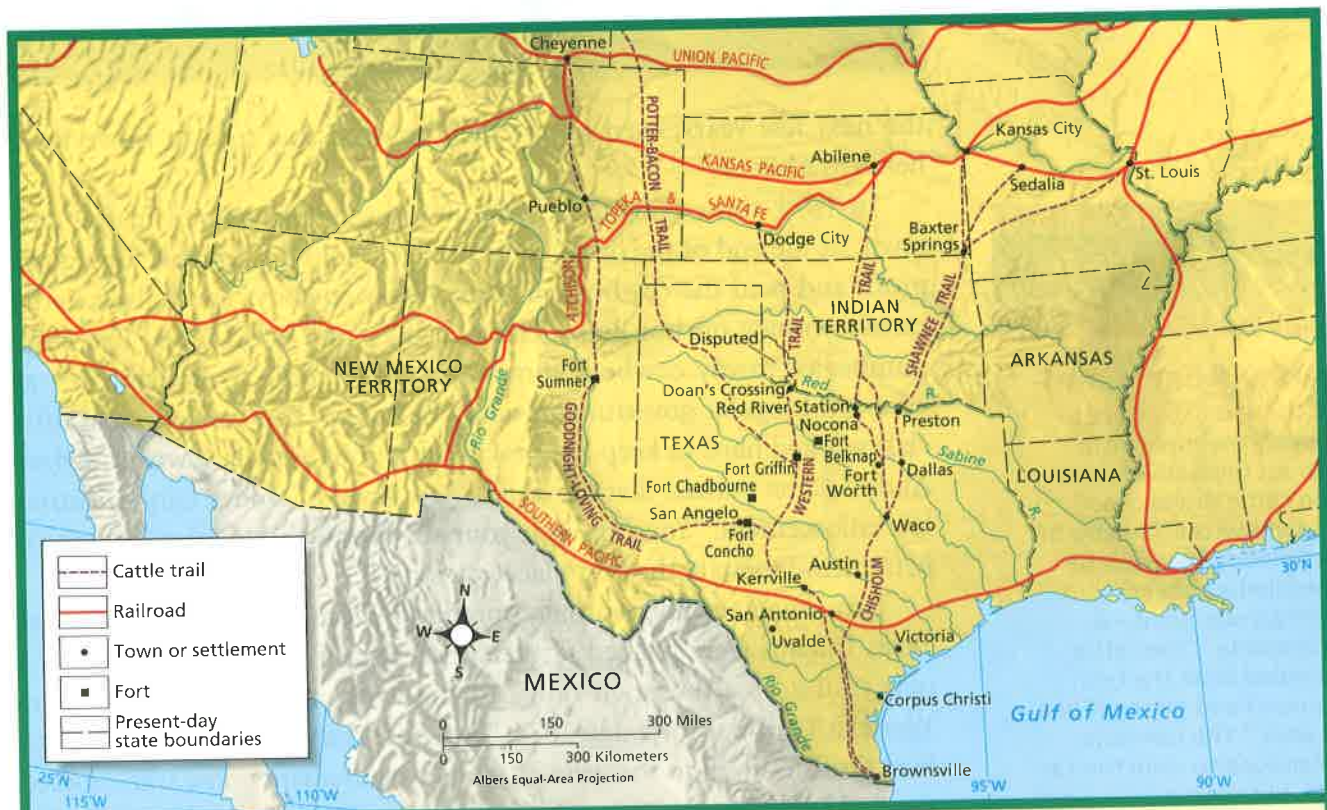 Cheyenne
UNION PACIFIC
POTTER-BACON
TRAIL
KANSAS PACIFIC
Abilene
Kansas City
Sedalia
St. Louis
Pueblo
ATCHISON
TOPEKA
&
SANTA FE
Dodge City
Baxter
Springs
TRAIL
TRAIL
SHAWNEE TRAIL
INDIAN
TERRITORY
Disputed
ARKANSAS
NEW MEXICO
TERRITORY
Rio Grande
Fort
Sumner
GOODNIGHT-LOVING
TRAIL
Doan's Crossing
Red
R.
Red River Station
Nocona
Preston
TEXAS
Fort
Belknap
Sabine
R.
Fort Griffin
Fort
Worth
Dallas
LOUISIANA
Fort Chadbourne
WESTERN
San Angelo
Fort
Concho
Waco
SOUTHERN PACIFIC
Austin
CHISHOLM
Kerrville
San Antonio
Uvalde
Victoria
Corpus Christi
Rio
Grande
Brownsville
MEXICO
Gulf of Mexico
Cattle trail
Railroad
Town or settlement
Fort
Present-day
state boundaries
N
W
E
S
0 150 300 Miles
0 150 300 Kilometers
Albers Equal-Area Projection
30°N
25°N
115°W
110°W
95°W
90°W